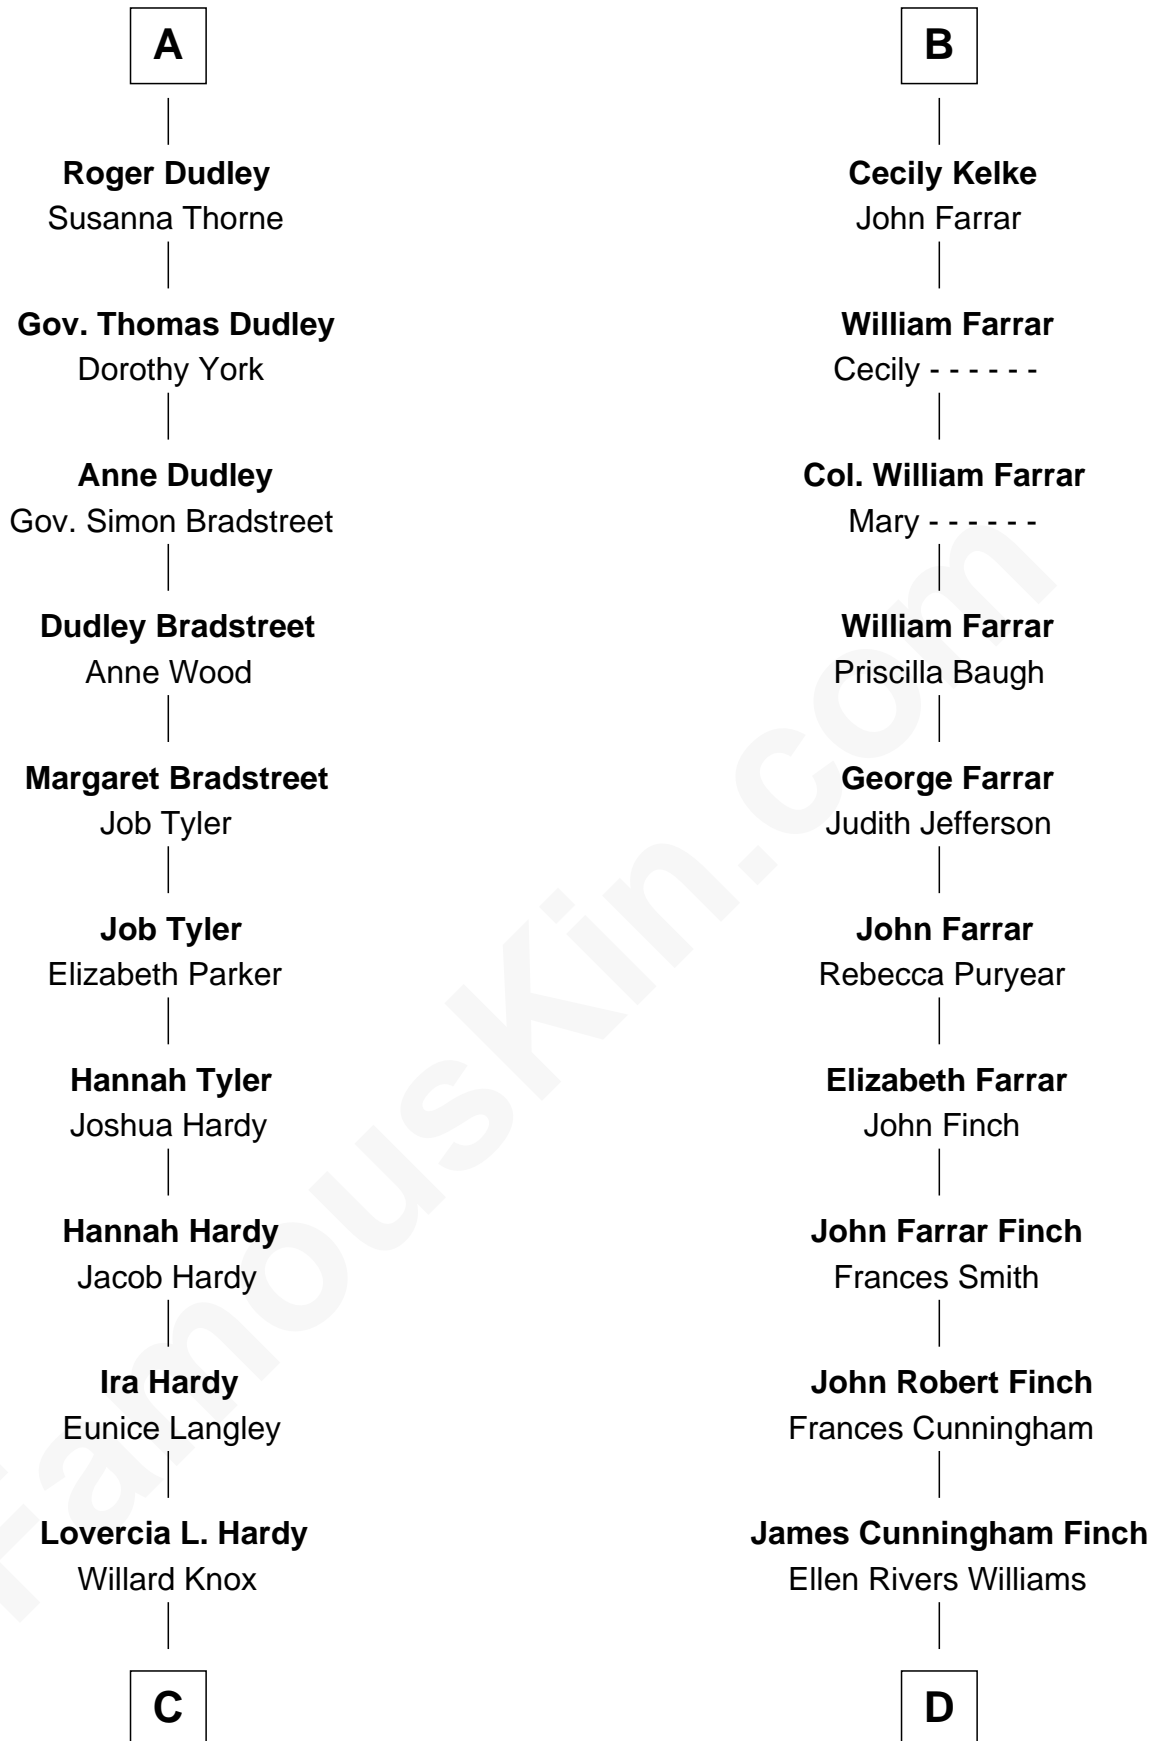 A
Roger Dudley
Susanna Thorne
Gov. Thomas Dudley
Dorothy York
Anne Dudley
Gov. Simon Bradstreet
Dudley Bradstreet
Anne Wood
Margaret Bradstreet
Job Tyler
Job Tyler
Elizabeth Parker
Hannah Tyler
Joshua Hardy
Hannah Hardy
Jacob Hardy
Ira Hardy
Eunice Langley
Lovercia L. Hardy
Willard Knox
C
B
Cecily Kelke
John Farrar
William Farrar
Cecily - - - - - -
Col. William Farrar
Mary - - - - - -
William Farrar
Priscilla Baugh
George Farrar
Judith Jefferson
John Farrar
Rebecca Puryear
Elizabeth Farrar
John Finch
John Farrar Finch
Frances Smith
John Robert Finch
Frances Cunningham
James Cunningham Finch
Ellen Rivers Williams
D
FamousKin.com